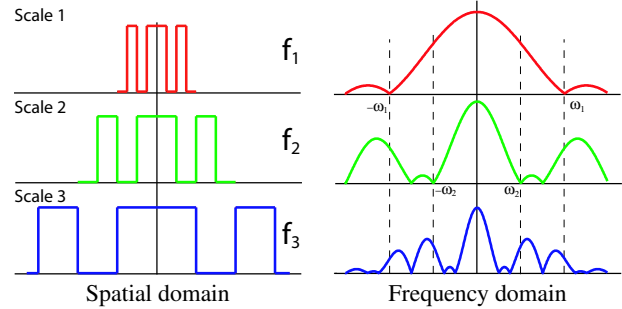 Scale 1
f1
-ω1
ω1
Scale 2
f2
-ω2
ω2
Scale 3
f3
Spatial domain
Frequency domain